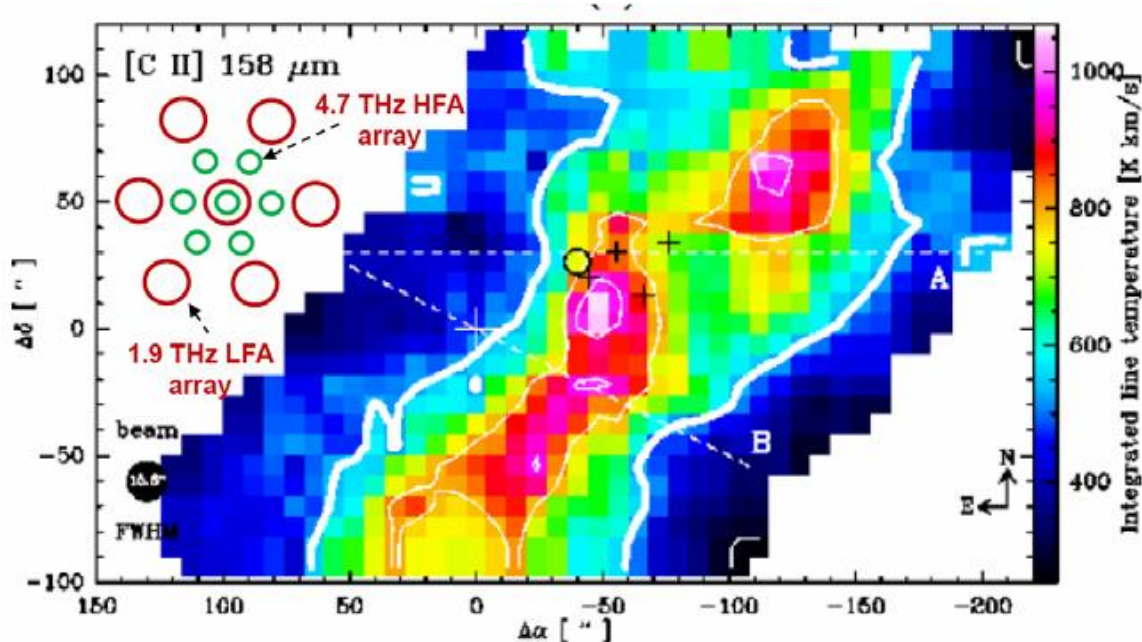 [C II] 158 μm
4.7 THz HFA
array
1.9 THz LFA
array
beam
FWHM
A
B
N
E
100
50
0
-50
-100
Δδ ["]
150
100
50
0
-50
-100
-150
-200
Δα ["]
1000
800
600
400
Integrated line temperature [K km/s]